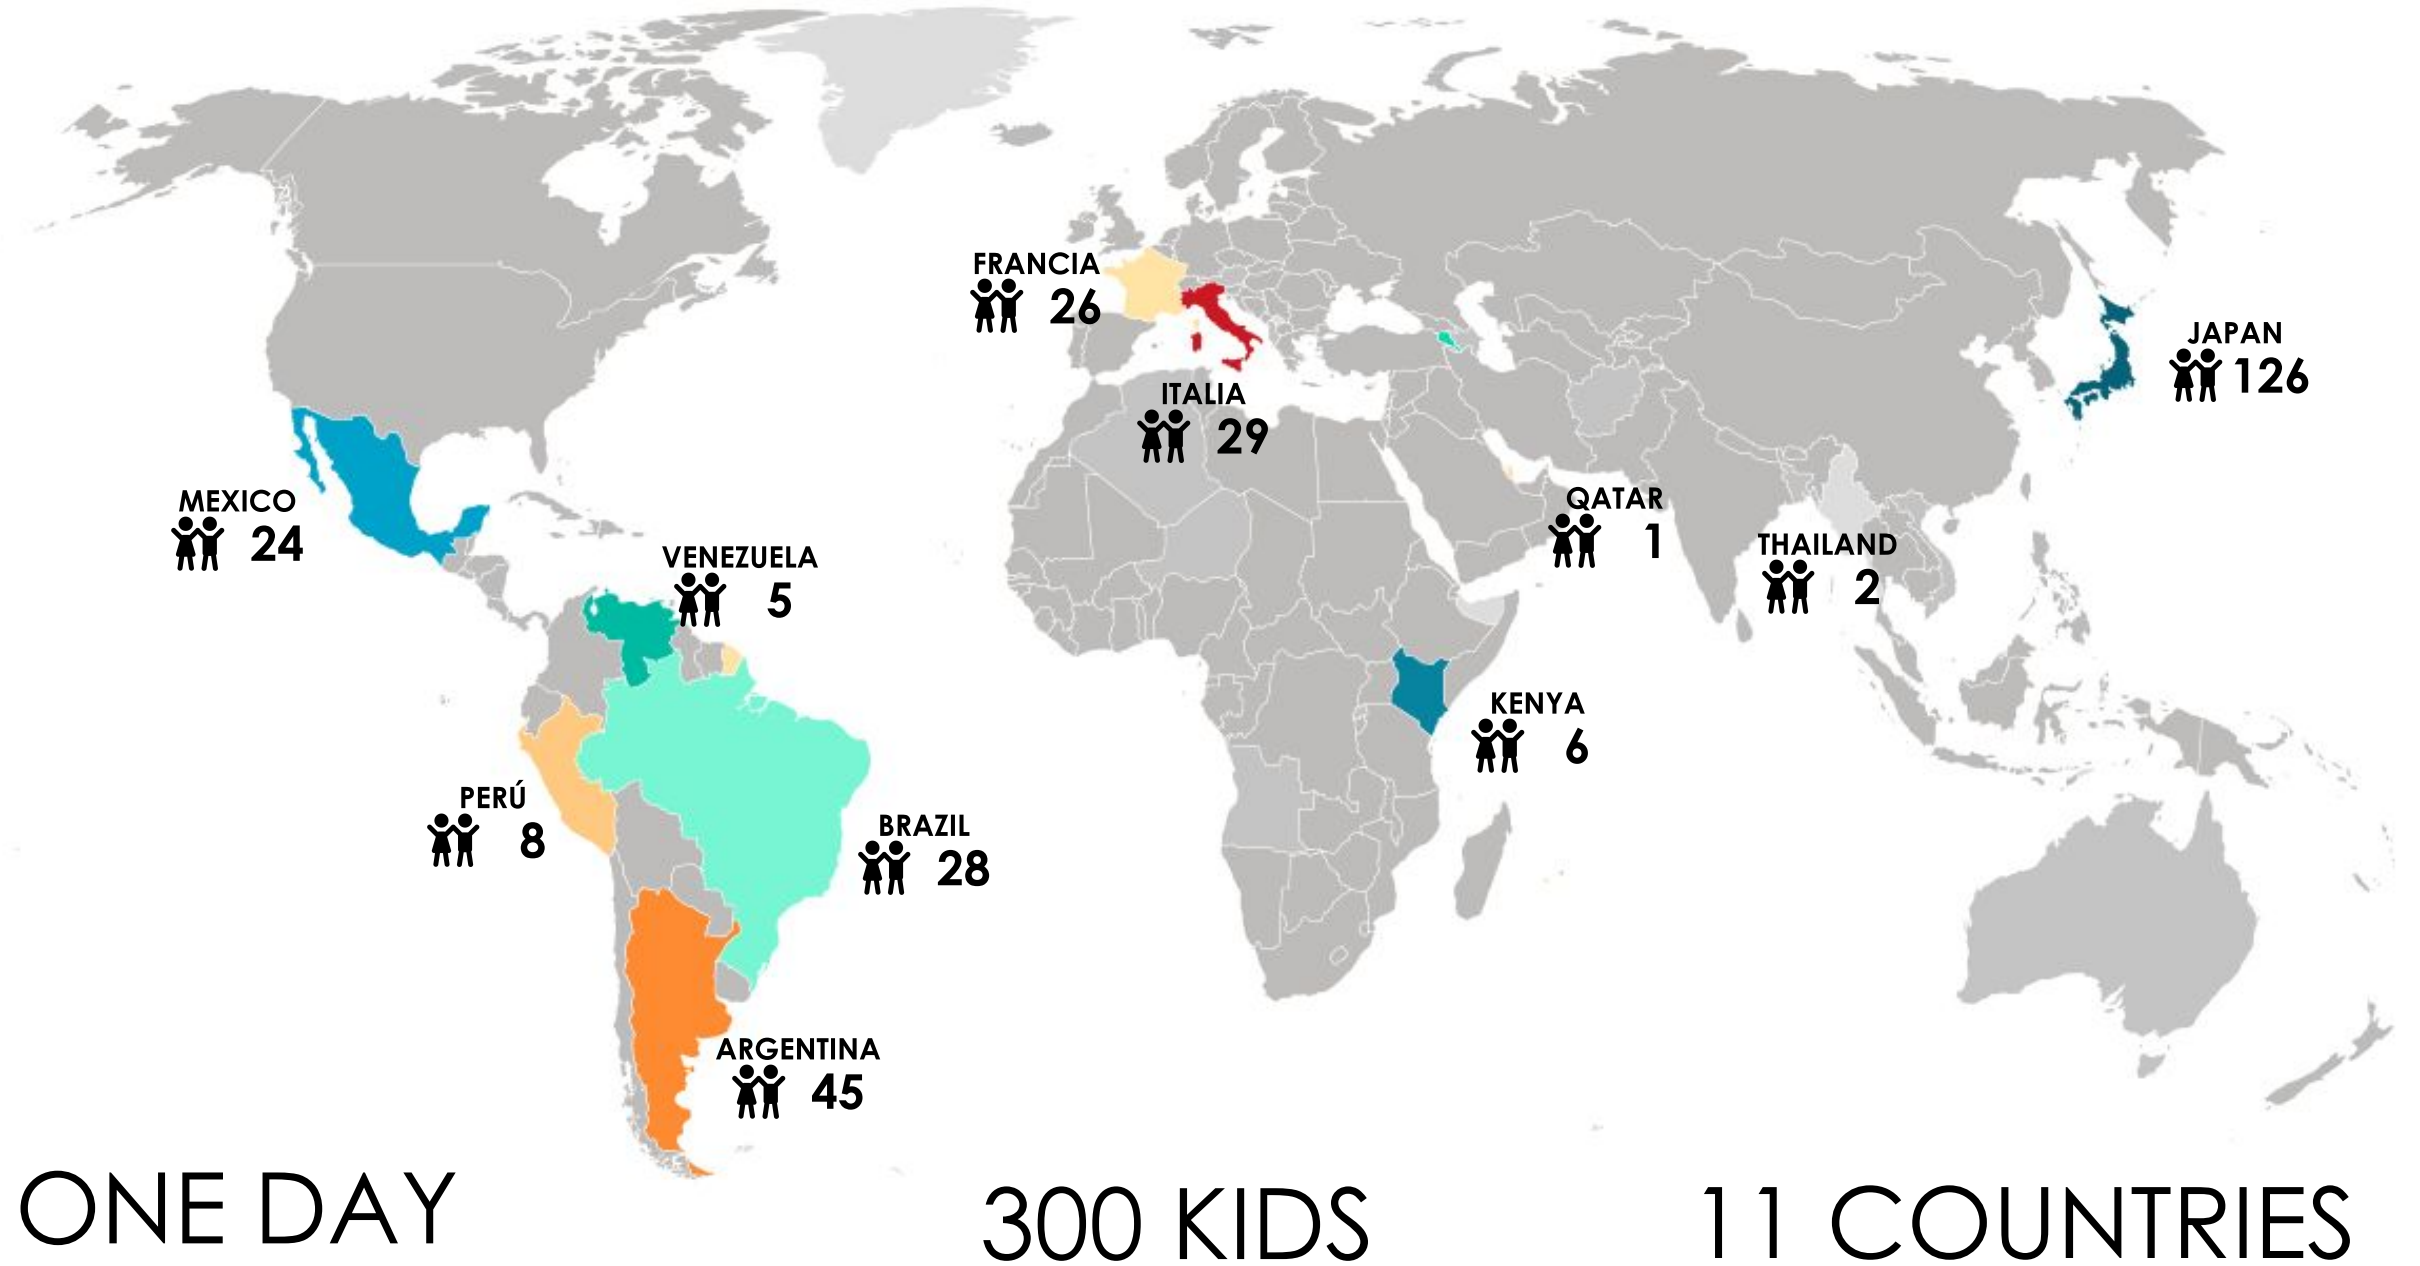 FRANCIA
26
JAPAN
126
ITALIA
29
MEXICO
24
QATAR
1
THAILAND
2
VENEZUELA
5
KENYA
6
PERÚ
8
BRAZIL
28
ARGENTINA
45
ONE DAY
300 KIDS
11 COUNTRIES